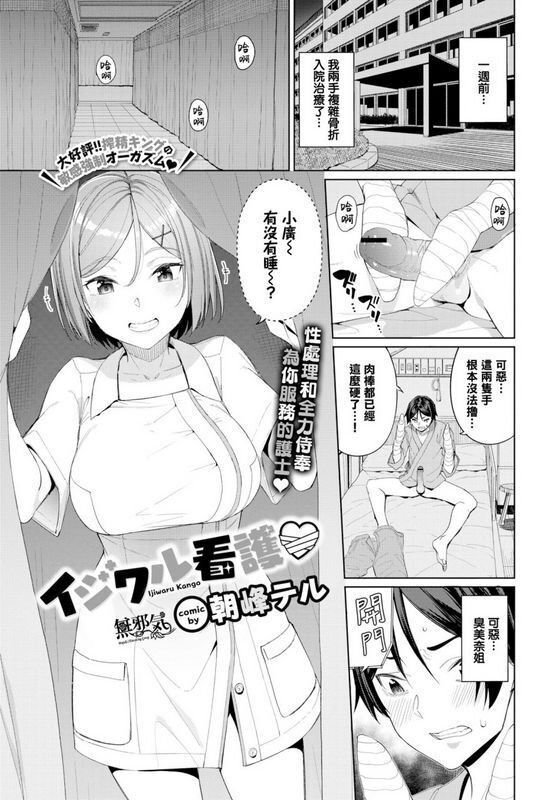 一週前…
我兩手複雜骨折
入院治療了…
哈啊
哈啊
哈啊
大好評!!搾精キングの
敏感強制オーガズム♥
哈啊
哈啊
可惡…
這兩隻手
根本沒法擼…
肉棒都已經
這麼硬了…!
小廣~
有沒有睡~?
性處理和全力侍奉
為你服務的護士♥
開門
可惡…
臭美奈姐
イジワル看護♥
Ijiwaru Kango
無邪気
comic
by
朝峰テル